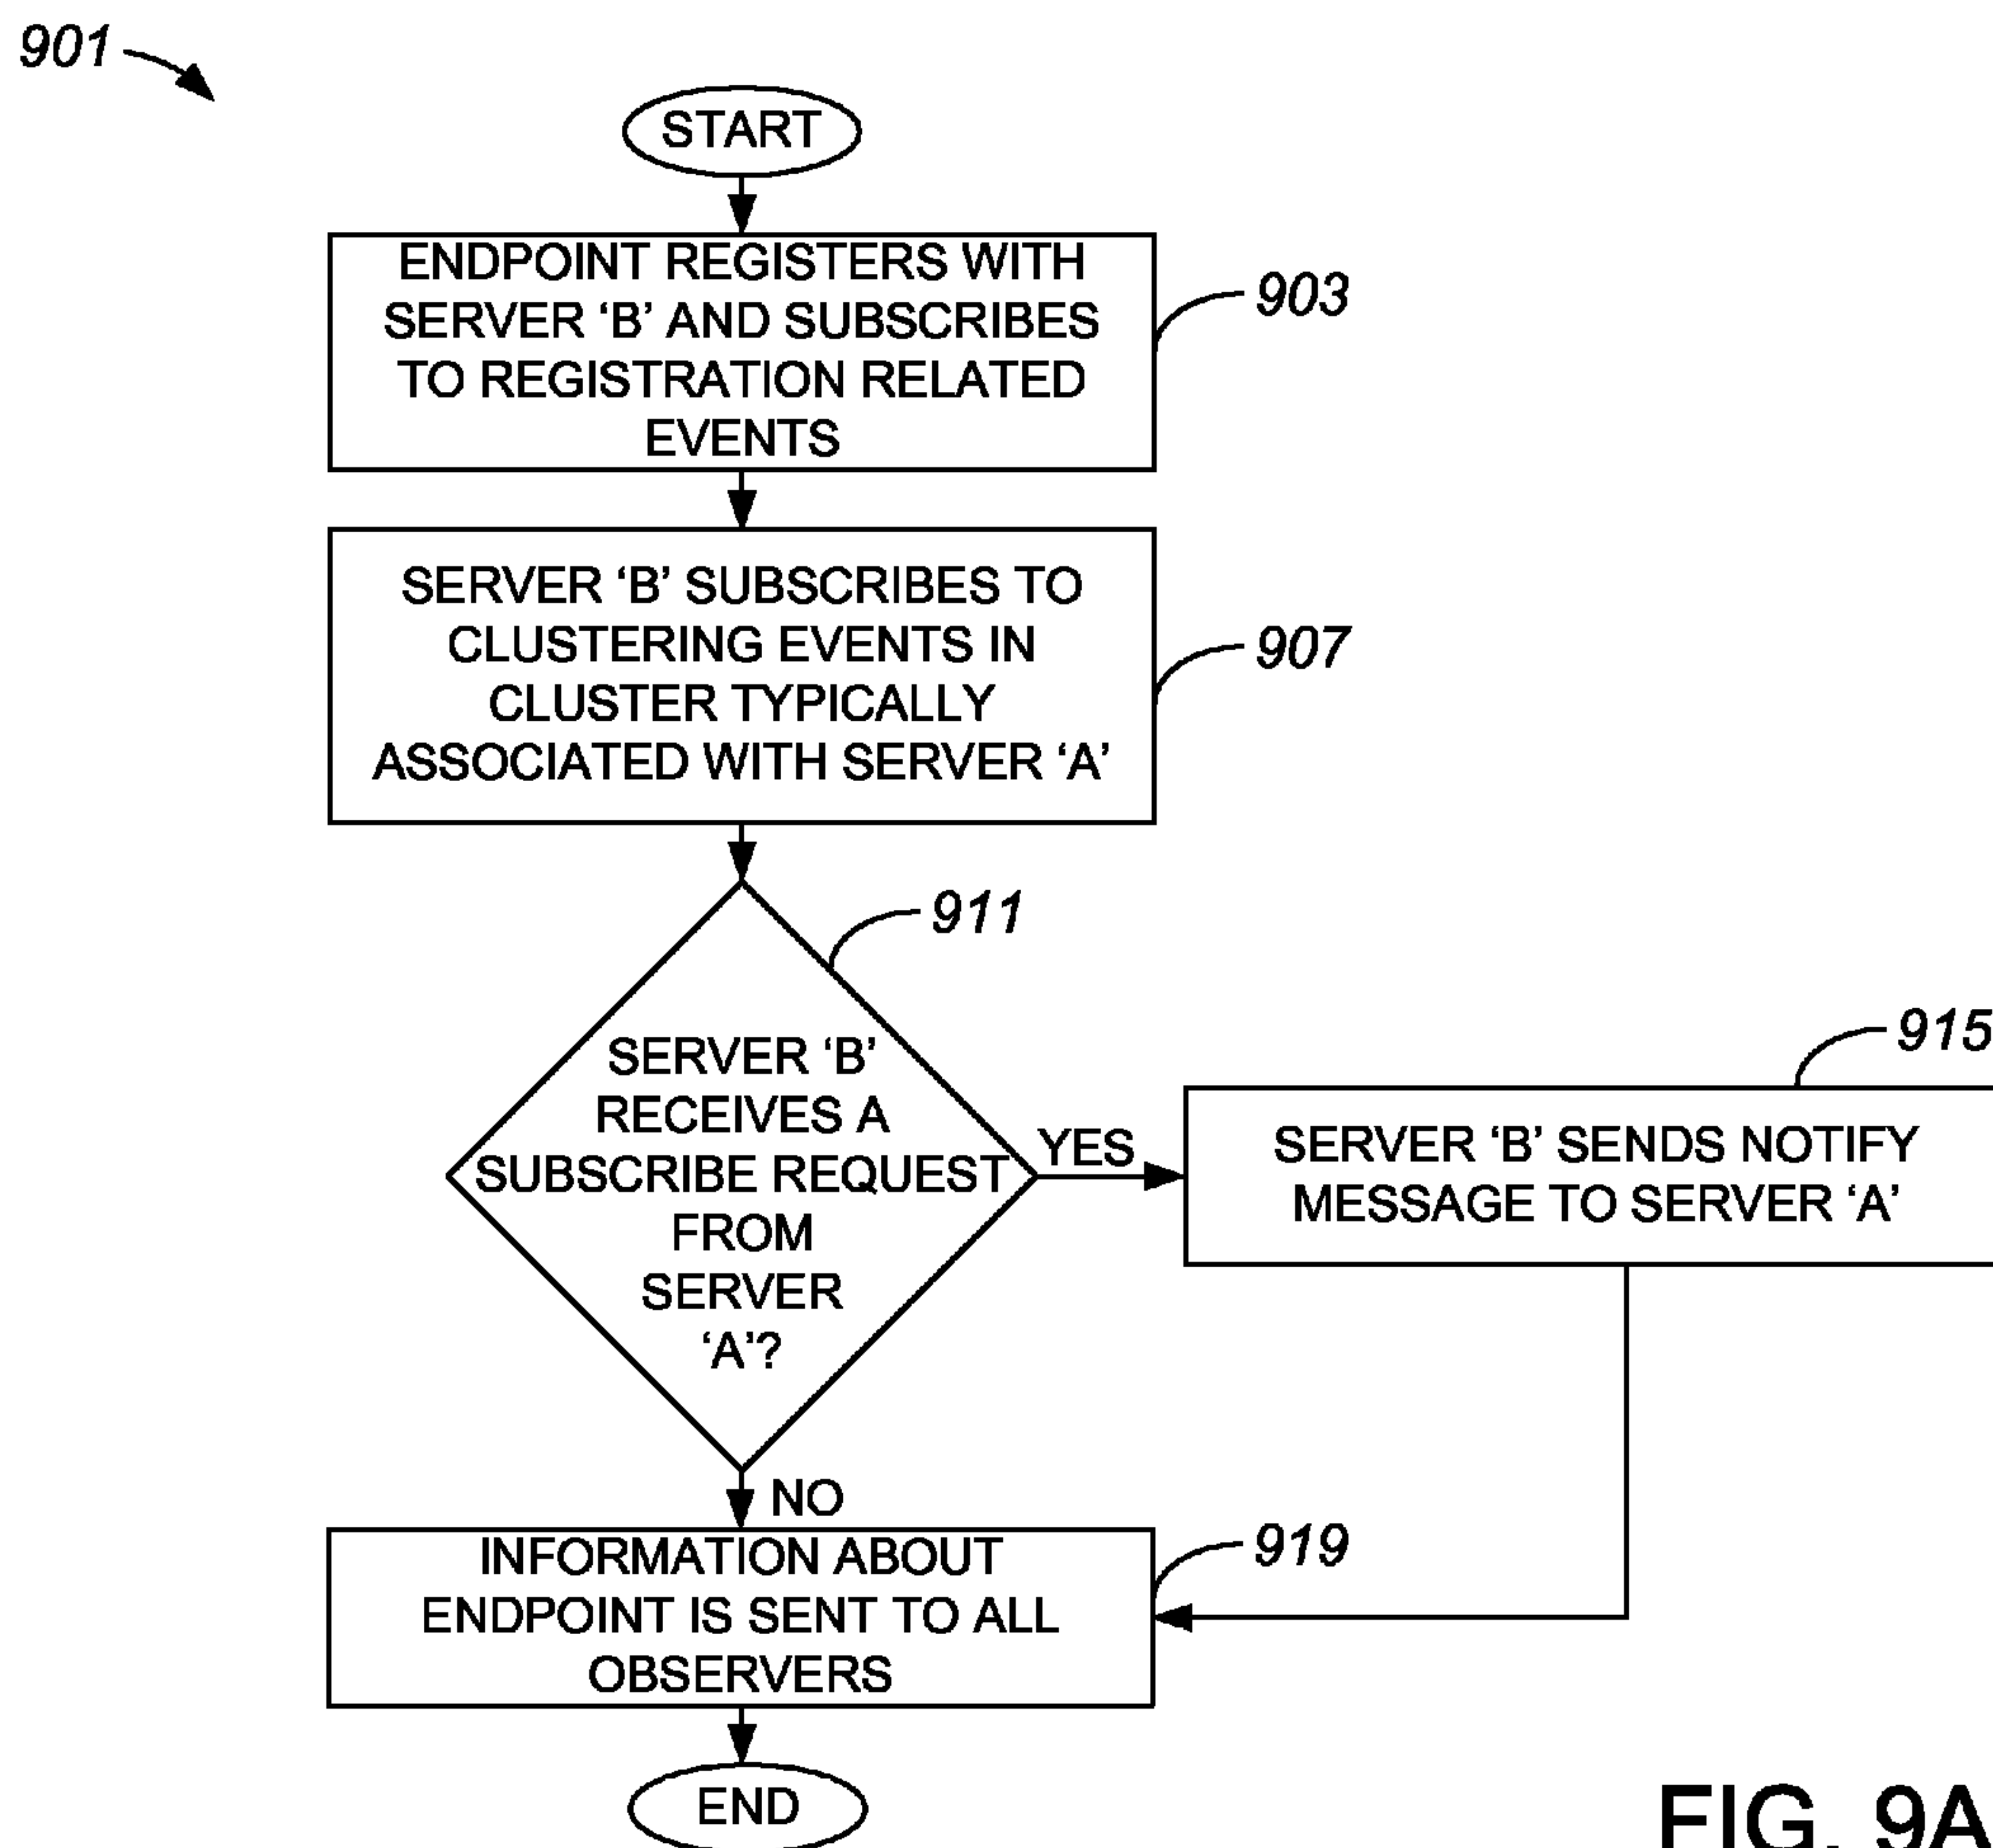 901
START
ENDPOINT REGISTERS WITH
SERVER ‘B’ AND SUBSCRIBES
TO REGISTRATION RELATED
EVENTS
903
SERVER ‘B’ SUBSCRIBES TO
CLUSTERING EVENTS IN
CLUSTER TYPICALLY
ASSOCIATED WITH SERVER ‘A’
907
911
SERVER ‘B’
RECEIVES A
SUBSCRIBE REQUEST
FROM
SERVER
‘A’?
YES
915
SERVER ‘B’ SENDS NOTIFY
MESSAGE TO SERVER ‘A’
NO
INFORMATION ABOUT
ENDPOINT IS SENT TO ALL
OBSERVERS
919
END
FIG. 9A